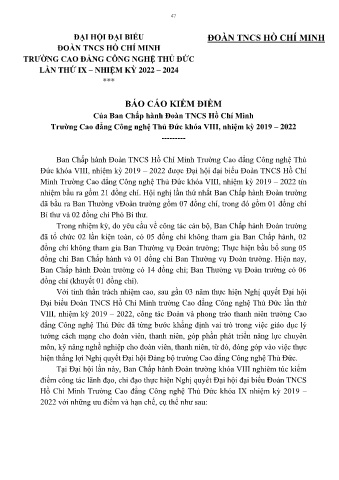 47
ĐẠI HỘI ĐẠI BIỂU
ĐOÀN TNCS HỒ CHÍ MINH
TRƯỜNG CAO ĐẲNG CÔNG NGHỆ THỦ ĐỨC
LẦN THỨ IX – NHIỆM KỲ 2022 – 2024
***
ĐOÀN TNCS HỒ CHÍ MINH
BÁO CÁO KIỂM ĐIỂM
Của Ban Chấp hành Đoàn TNCS Hồ Chí Minh
Trường Cao đẳng Công nghệ Thủ Đức khóa VIII, nhiệm kỳ 2019 – 2022
---------
Ban Chấp hành Đoàn TNCS Hồ Chí Minh Trường Cao đẳng Công nghệ Thủ
Đức khóa VIII, nhiệm kỳ 2019 – 2022 được Đại hội đại biểu Đoàn TNCS Hồ Chí
Minh Trường Cao đẳng Công nghệ Thủ Đức khóa VIII, nhiệm kỳ 2019 – 2022 tín
nhiệm bầu ra gồm 21 đồng chí. Hội nghị lần thứ nhất Ban Chấp hành Đoàn trường
đã bầu ra Ban Thường vĐoàn trường gồm 07 đồng chí, trong đó gồm 01 đồng chí
Bí thư và 02 đồng chí Phó Bí thư.
Trong nhiệm kỳ, do yêu cầu về công tác cán bộ, Ban Chấp hành Đoàn trường
đã tổ chức 02 lần kiện toàn, có 05 đồng chí không tham gia Ban Chấp hành, 02
đồng chí không tham gia Ban Thường vụ Đoàn trường; Thực hiện bầu bổ sung 05
đồng chí Ban Chấp hành và 01 đồng chí Ban Thường vụ Đoàn trường. Hiện nay,
Ban Chấp hành Đoàn trường có 14 đồng chí; Ban Thường vụ Đoàn trường có 06
đồng chí (khuyết 01 đồng chí).
Với tinh thần trách nhiệm cao, sau gần 03 năm thực hiện Nghị quyết Đại hội
Đại biểu Đoàn TNCS Hồ Chí Minh trường Cao đẳng Công nghệ Thủ Đức lần thứ
VIII, nhiệm kỳ 2019 – 2022, công tác Đoàn và phong trào thanh niên trường Cao
đẳng Công nghệ Thủ Đức đã từng bước khẳng định vai trò trong việc giáo dục lý
tưởng cách mạng cho đoàn viên, thanh niên, góp phần phát triển năng lực chuyên
môn, kỹ năng nghề nghiệp cho đoàn viên, thanh niên, từ đó, đóng góp vào việc thực
hiện thắng lợi Nghị quyết Đại hội Đảng bộ trường Cao đẳng Công nghệ Thủ Đức.
Tại Đại hội lần này, Ban Chấp hành Đoàn trường khóa VIII nghiêm túc kiểm
điểm công tác lãnh đạo, chỉ đạo thực hiện Nghị quyết Đại hội đại biểu Đoàn TNCS
Hồ Chí Minh Trường Cao đẳng Công nghệ Thủ Đức khóa IX nhiệm kỳ 2019 –
2022 với những ưu điểm và hạn chế, cụ thể như sau: